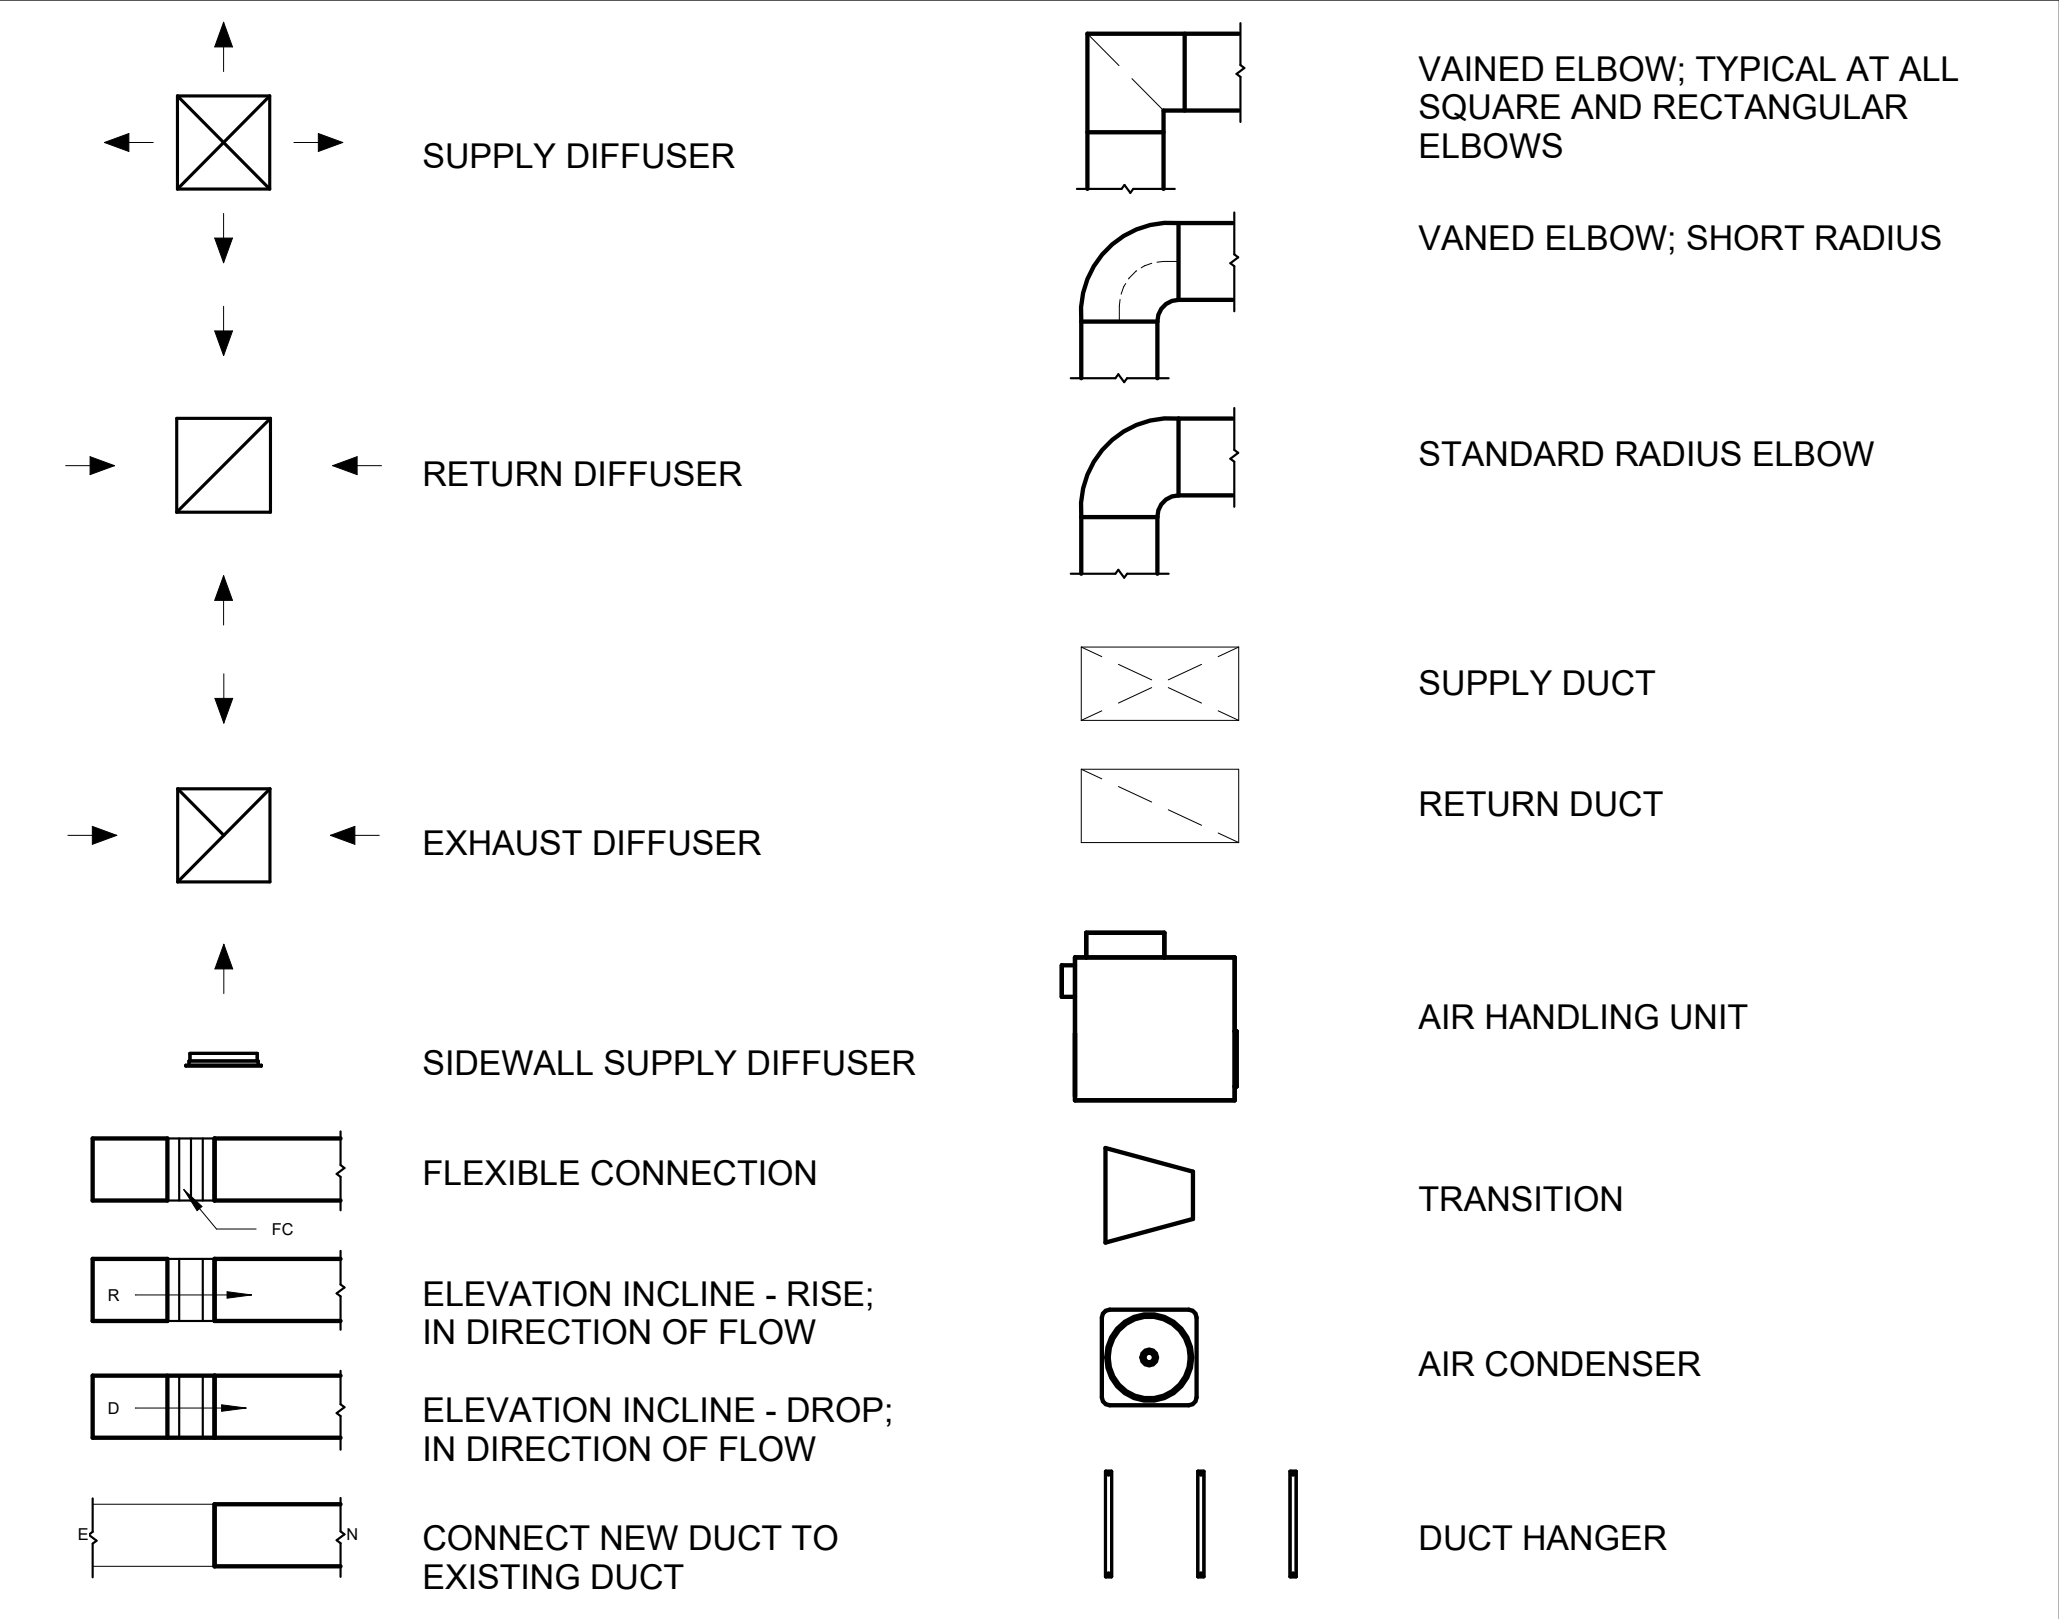 SUPPLY DIFFUSER
RETURN DIFFUSER
EXHAUST DIFFUSER
SIDEWALL SUPPLY DIFFUSER
FLEXIBLE CONNECTION
FC
R
ELEVATION INCLINE - RISE;
IN DIRECTION OF FLOW
D
ELEVATION INCLINE - DROP;
IN DIRECTION OF FLOW
E
N
CONNECT NEW DUCT TO
EXISTING DUCT
VAINED ELBOW; TYPICAL AT ALL
SQUARE AND RECTANGULAR
ELBOWS
VANED ELBOW; SHORT RADIUS
STANDARD RADIUS ELBOW
SUPPLY DUCT
RETURN DUCT
AIR HANDLING UNIT
TRANSITION
AIR CONDENSER
DUCT HANGER